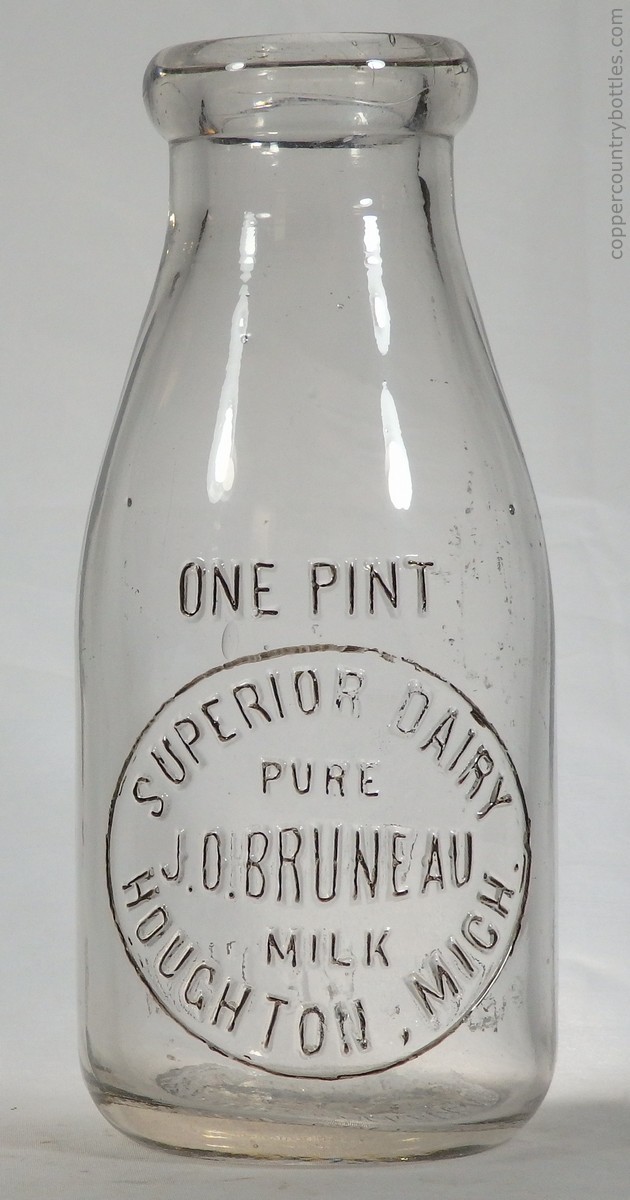 coppercountrybottles.com
ONE PINT
SUPERIOR DAIRY
PURE
J.O.BRUNEAU
MILK
HOUGHTON, MICH.